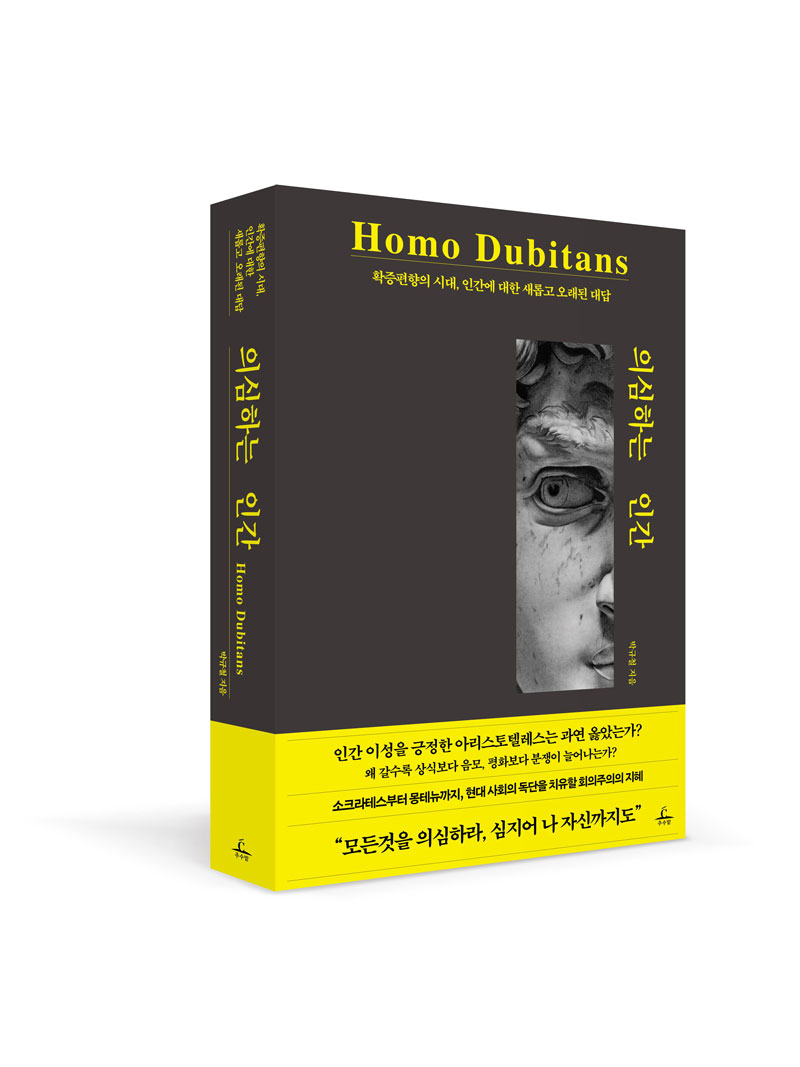 Homo Dubitans
확증편향의 시대, 인간에 대한 새롭고 오래된 대답
의심하는 인간
박규철 지음
인간 이성을 긍정한 아리스토텔레스는 과연 옳았는가?
왜 갈수록 상식보다 음모, 평화보다 분쟁이 늘어나는가?
소크라테스부터 몽테뉴까지, 현대 사회의 독단을 치유할 회의주의의 지혜
“모든것을 의심하라, 심지어 나 자신까지도”
추수밭
확증편향의 시대,
인간에 대한
새롭고 오래된 대답
의심하는 인간
Homo Dubitans
박규철 지음
추수밭